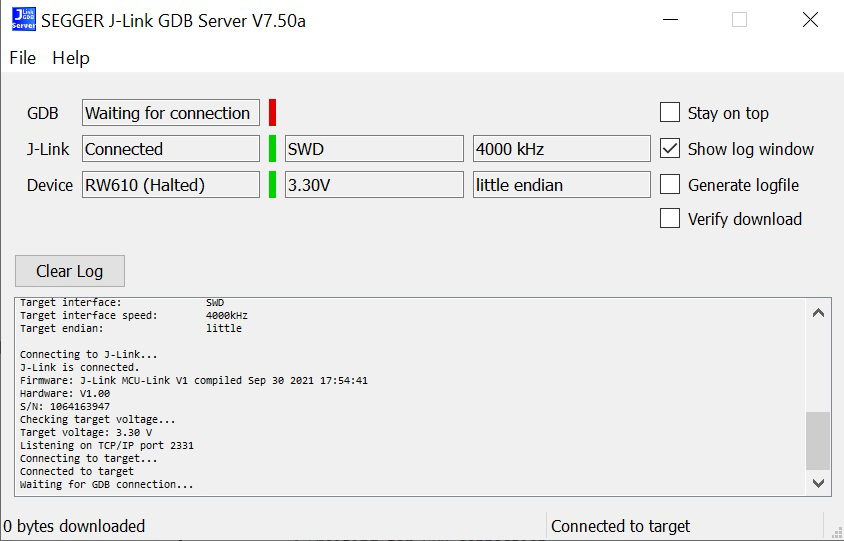 J-Link GDB Server
SEGGER J-Link GDB Server V7.50a
File Help
GDB Waiting for connection Stay on top
J-Link Connected SWD 4000 kHz Show log window
Device RW610 (Halted) 3.30V little endian Generate logfile
Verify download
Clear Log
Target interface: SWD
Target interface speed: 4000kHz
Target endian: little
Connecting to J-Link...
J-Link is connected.
Firmware: J-Link MCU-Link V1 compiled Sep 30 2021 17:54:41
Hardware: V1.00
S/N: 1064163947
Checking target voltage...
Target voltage: 3.30 V
Listening on TCP/IP port 2331
Connecting to target...
Connected to target
Waiting for GDB connection...
0 bytes downloaded Connected to target